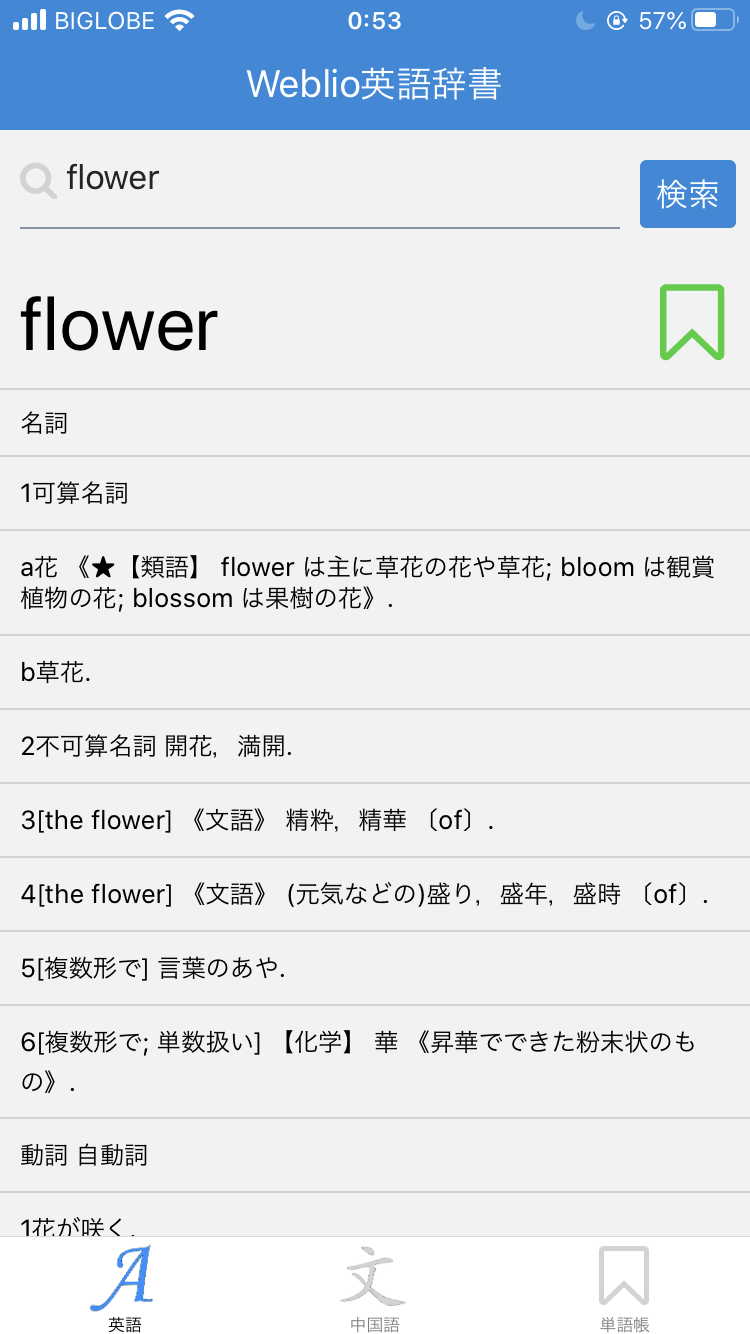 BIGLOBE 0:53 57%
Weblio英語辞書
flower 検索
flower
名詞
1可算名詞
a花 《★【類語】 flower は主に草花の花や草花; bloom は観賞
植物の花; blossom は果樹の花》.
b草花.
2不可算名詞 開花，満開.
3[the flower] 《文語》 精粋，精華 〔of〕.
4[the flower] 《文語》 (元気などの)盛り，盛年，盛時 〔of〕.
5[複数形で] 言葉のあや.
6[複数形で; 単数扱い] 【化学】 華 《昇華でできた粉末状のも
の》.
動詞 自動詞
1花が咲く.
英語 中国語 単語帳